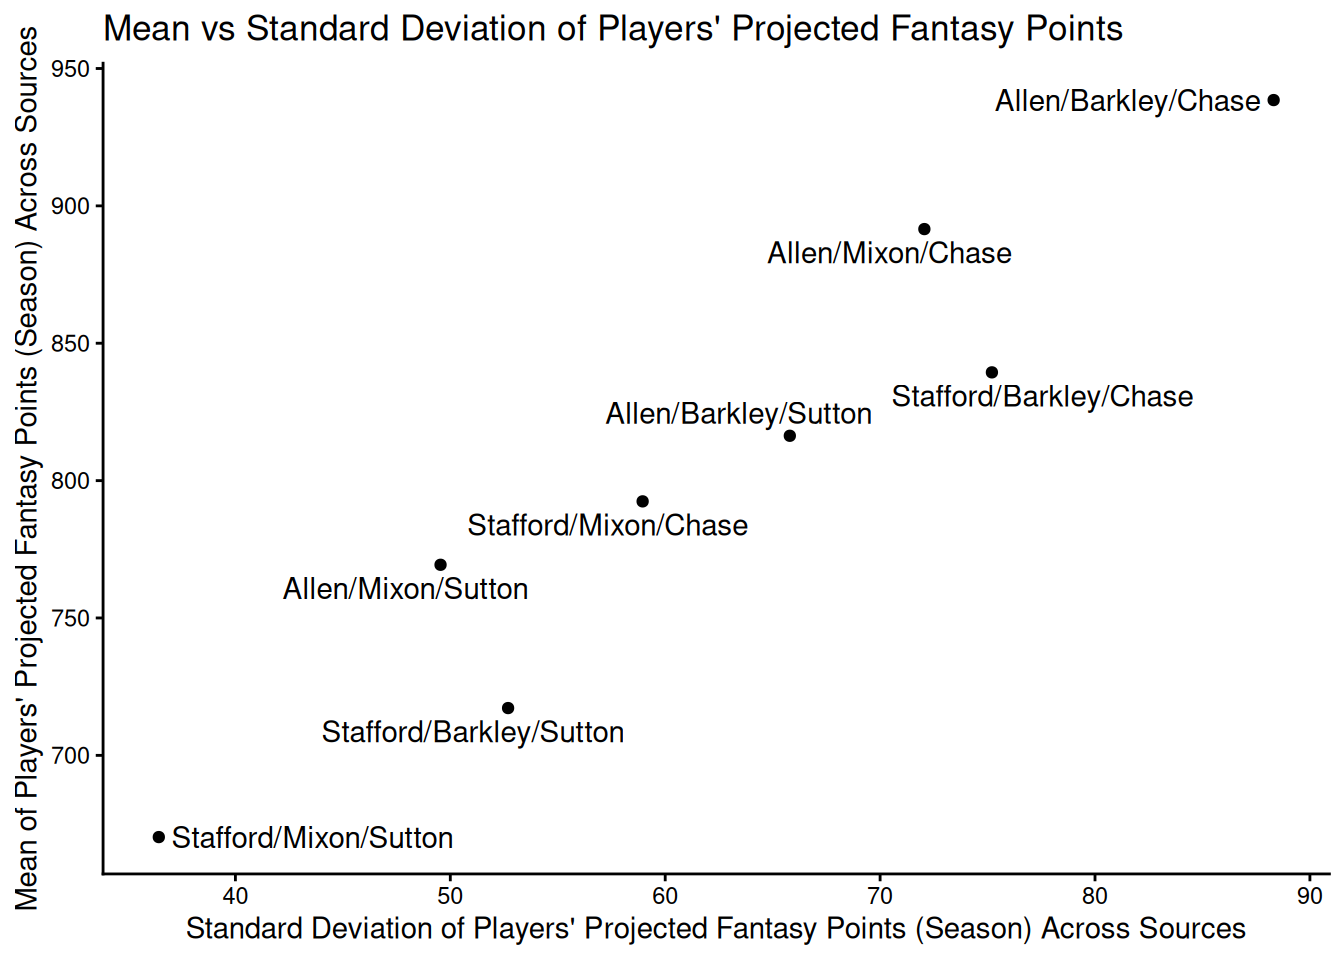 Mean vs Standard Deviation of Players' Projected Fantasy Points
Mean of Players' Projected Fantasy Points (Season) Across Sources
950
900
850
800
750
700
Allen/Barkley/Chase
Allen/Mixon/Chase
Stafford/Barkley/Chase
Allen/Barkley/Sutton
Stafford/Mixon/Chase
Allen/Mixon/Sutton
Stafford/Barkley/Sutton
Stafford/Mixon/Sutton
40 50 60 70 80 90
Standard Deviation of Players' Projected Fantasy Points (Season) Across Sources